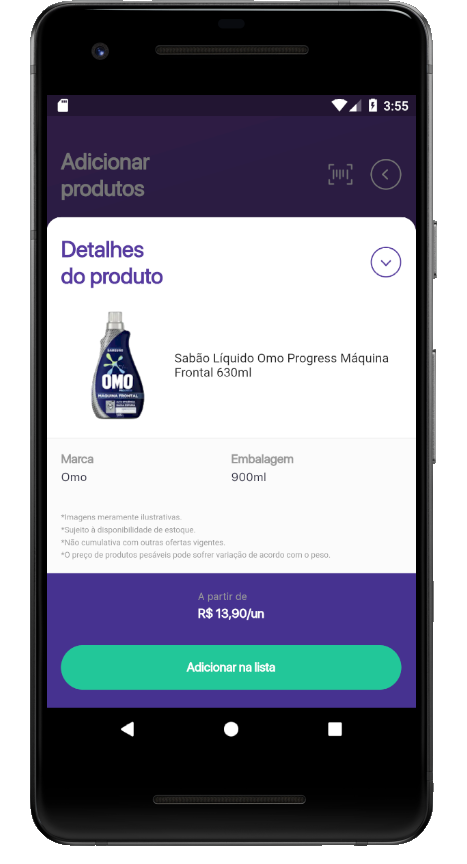 3:55
Adicionar
produtos
Detalhes
do produto
OMO
MÁQUINA FRONTAL
Sabão Líquido Omo Progress Máquina
Frontal 630ml
Marca
Embalagem
Omo
900ml
*Imagens meramente ilustrativas.
*Sujeito à disponibilidade de estoque.
*Não cumulativa com outras ofertas vigentes.
*O preço de produtos pesáveis pode sofrer variação de acordo com o peso.
A partir de
R$ 13,90/un
Adicionar na lista